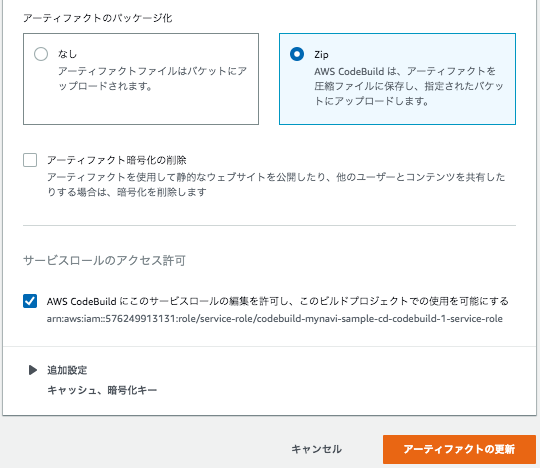 アーティファクトのパッケージ化
なし
アーティファクトファイルはバケットにア
ップロードされます。
Zip
AWS CodeBuild は、アーティファクトを
圧縮ファイルに保存し、指定されたバケッ
トにアップロードします。
アーティファクト暗号化の削除
アーティファクトを使用して静的なウェブサイトを公開したり、他のユーザーとコンテンツを共有した
りする場合は、暗号化を削除します
サービスロールのアクセス許可
AWS CodeBuild にこのサービスロールの編集を許可し、このビルドプロジェクトでの使用を可能にする
arn:aws:iam::576249913131:role/service-role/codebuild-mynavi-sample-cd-codebuild-1-service-role
追加設定
キャッシュ、暗号化キー
キャンセル
アーティファクトの更新